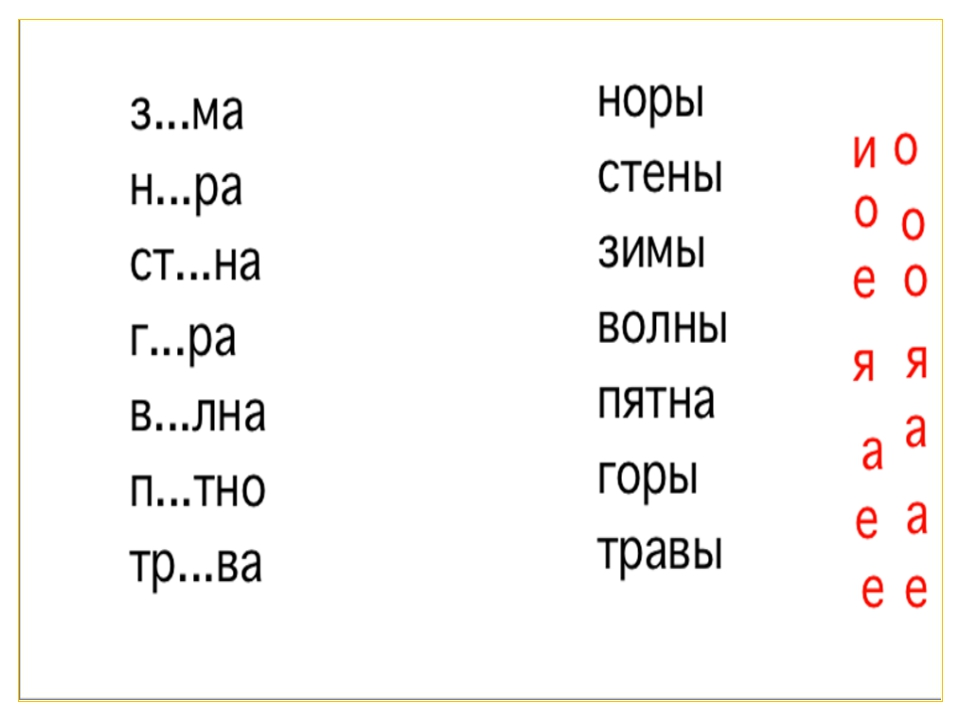 з...ма
н...ра
ст...на
г...ра
в...лна
п...тно
тр...ва
норы
стены
зимы
волны
пятна
горы
травы
и о
о о
е о
я я
а а
е а
е е